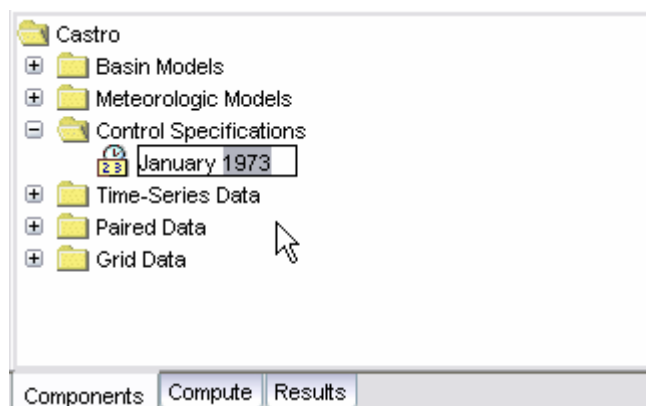 Castro
Basin Models
Meteorologic Models
Control Specifications
23
January 1973
Time-Series Data
Paired Data
Grid Data
Components Compute Results